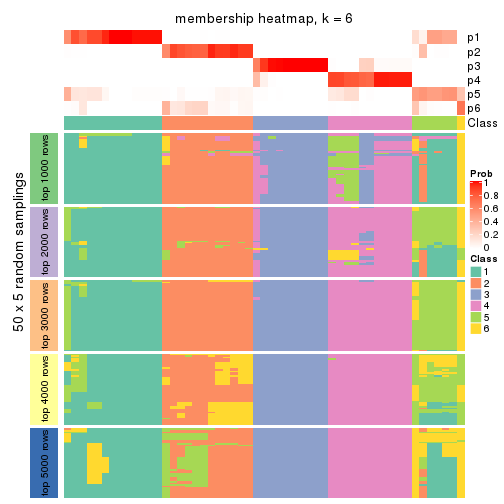 membership heatmap, k = 6
p1
p2
p3
p4
p5
p6
Class
50 x 5 random samplings
top 1000 rows
top 2000 rows
top 3000 rows
top 4000 rows
top 5000 rows
Prob
1
0.8
0.6
0.4
0.2
0
Class
1
2
3
4
5
6